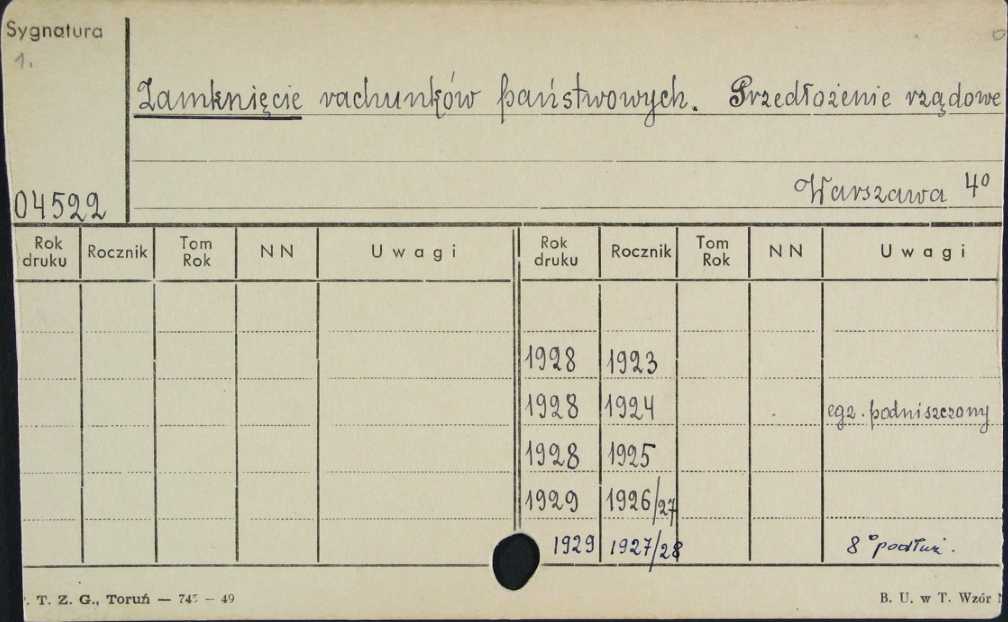 Sygnatura
1.
Zamknięcie rachunków państwowych. Przedłożenie rządowe
Warszawa 4°
04522
Rok druku Rocznik Tom Rok NN Uwagi Rok druku Rocznik Tom Rok NN Uwagi
1928 1923
1928 1924 egz. podniszczony
1928 1925
1929 1926/27
1929 1927/28 8° podłuż.
. T. Z. G., Toruń — 745 — 49
B. U. w T. Wzór